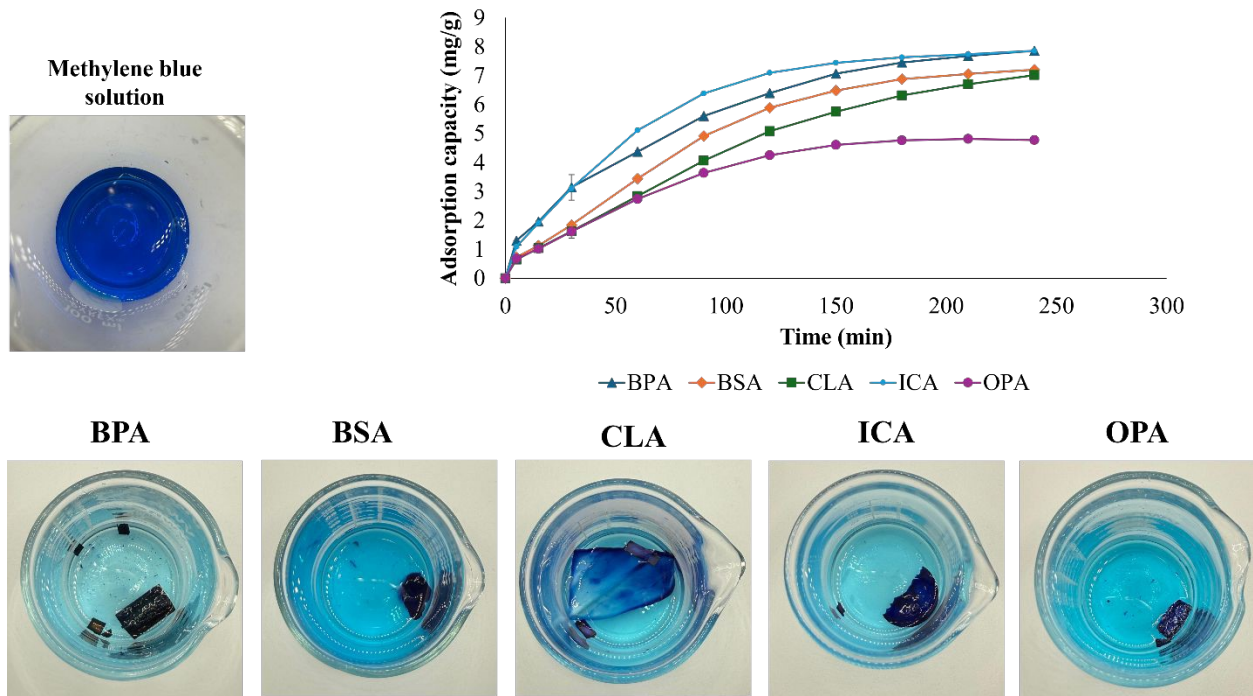 Methylene blue
solution
Adsorption capacity (mg/g)
9
8
7
6
5
4
3
2
1
0
0 50 100 150 200 250 300
Time (min)
BPA BSA CLA ICA OPA
BPA BSA CLA ICA OPA